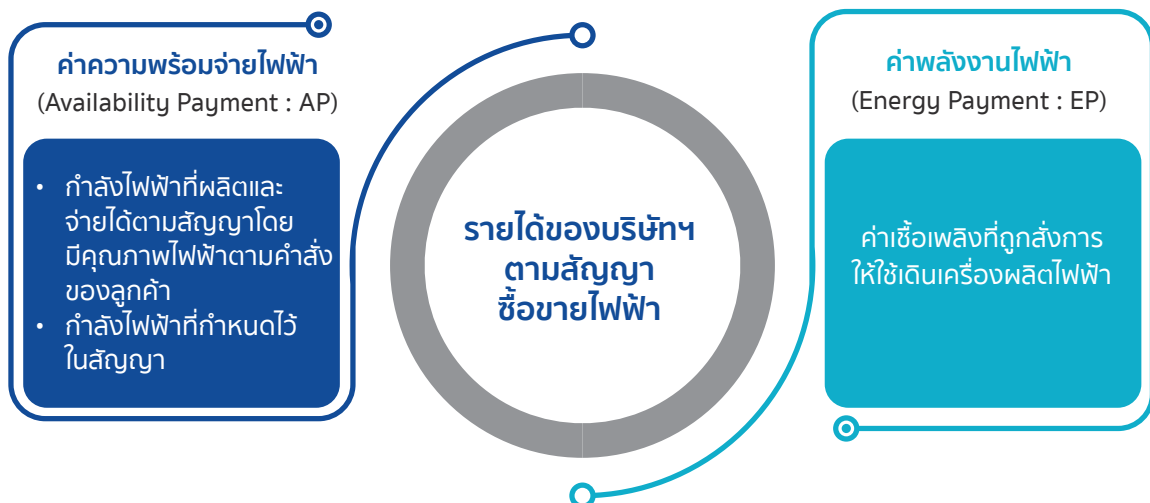 ค่าความพร้อมจ่ายไฟฟ้า
(Availability Payment : AP)
• กำลังไฟฟ้าที่ผลิตและ
จ่ายได้ตามสัญญาโดย
มีคุณภาพไฟฟ้าตามคำสั่ง
ของลูกค้า
• กำลังไฟฟ้าที่กำหนดไว้
ในสัญญา
รายได้ของบริษัทฯ
ตามสัญญา
ซื้อขายไฟฟ้า
ค่าพลังงานไฟฟ้า
(Energy Payment : EP)
ค่าเชื้อเพลิงที่ถูกสั่งการ
ให้ใช้เดินเครื่องผลิตไฟฟ้า